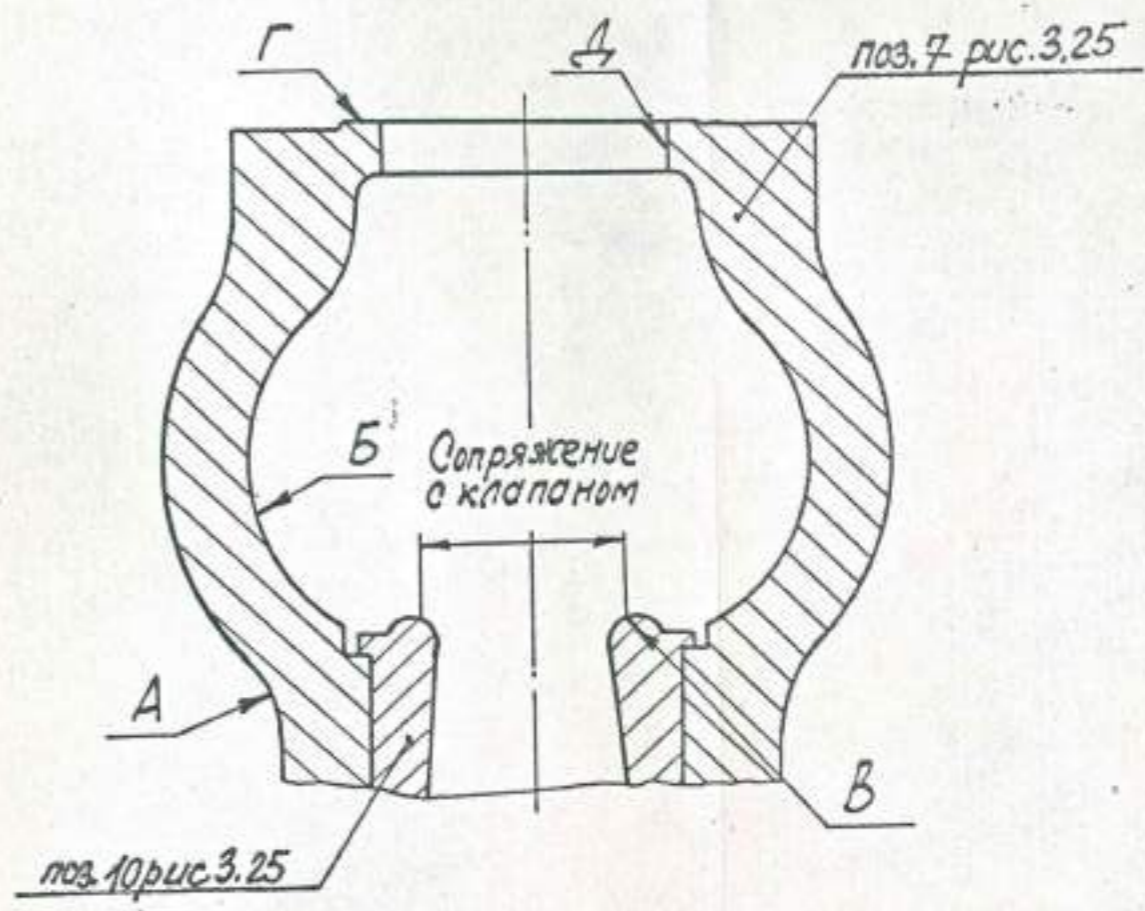 Г
Д
поз.7 рис.3.25
Б
Сопряжение
с клапаном
А
В
поз.10 рис 3.25